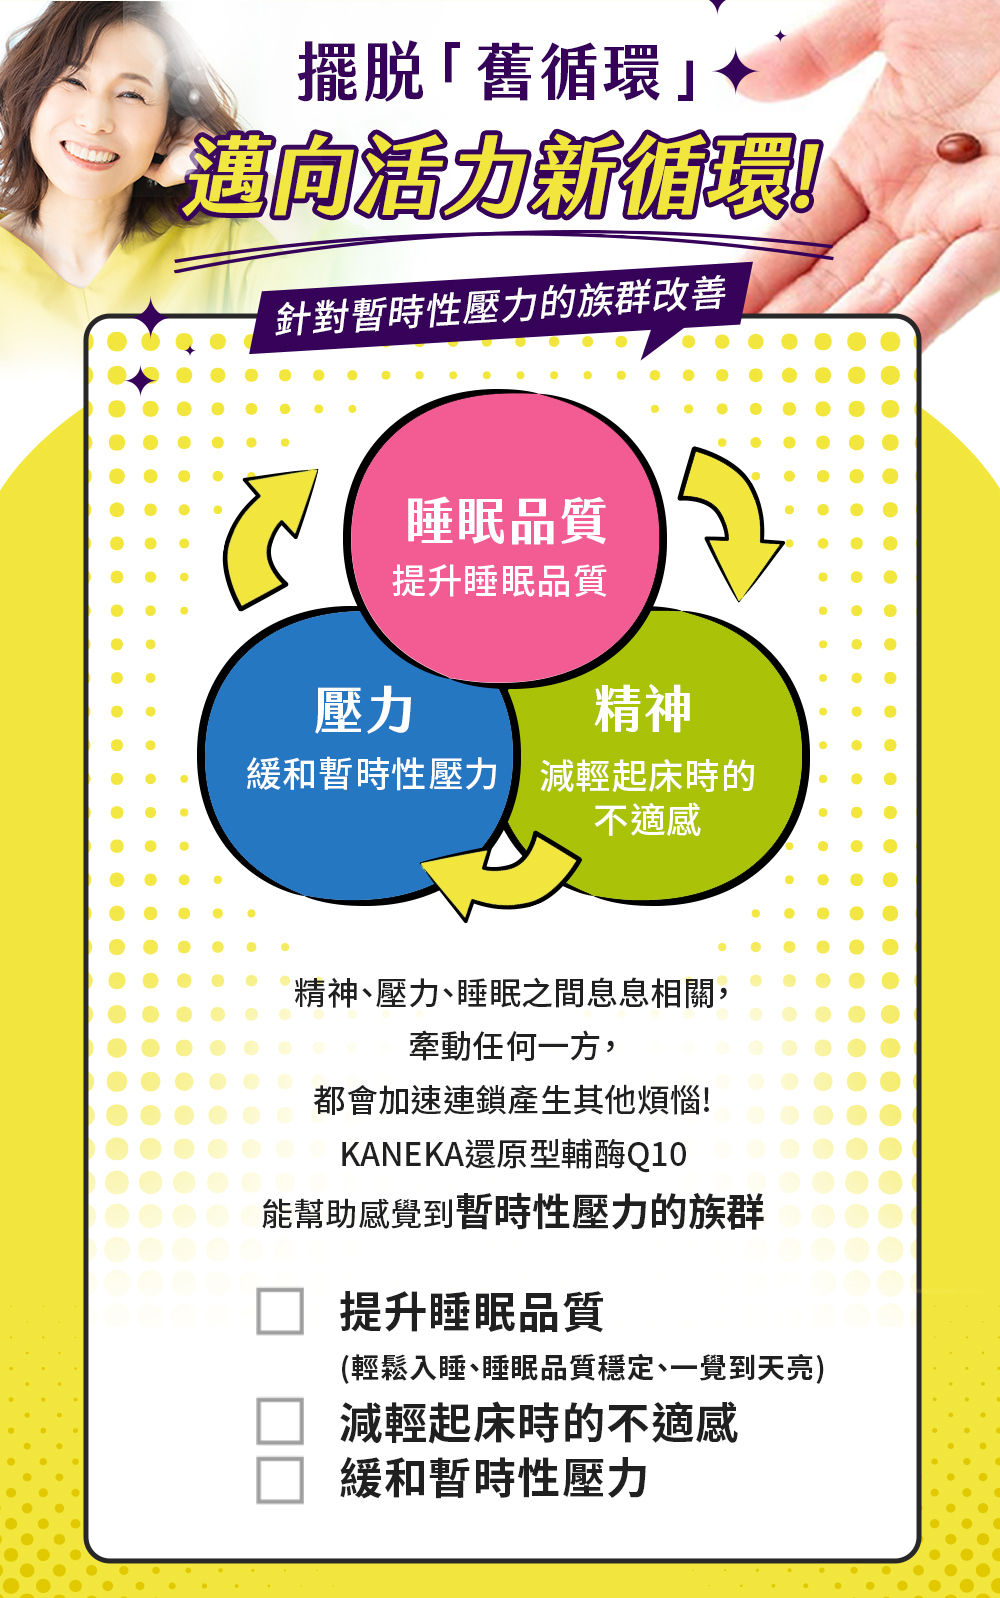 擺脫「舊循環」
邁向活力新循環!
針對暫時性壓力的族群改善
睡眠品質
提升睡眠品質
壓力
緩和暫時性壓力
精神
減輕起床時的
不適感
精神、壓力、睡眠之間息息相關,
牽動任何一方,
都會加速連鎖產生其他煩惱!
KANEKA還原型輔酶Q10
能幫助感覺到暫時性壓力的族群
提升睡眠品質
(輕鬆入睡、睡眠品質穩定、一覺到天亮)
減輕起床時的不適感
緩和暫時性壓力